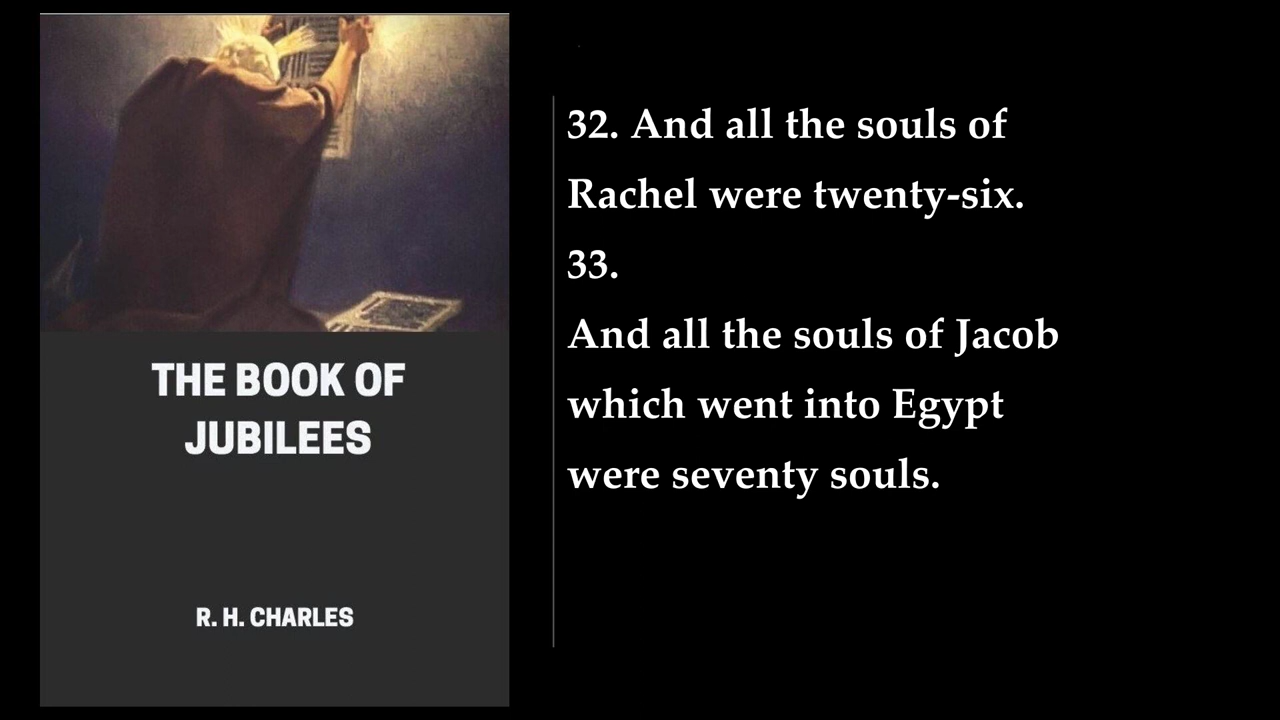 THE BOOK OF
JUBILEES
R. H. CHARLES
32. And all the souls of
Rachel were twenty-six.
33.
And all the souls of Jacob
which went into Egypt
were seventy souls.